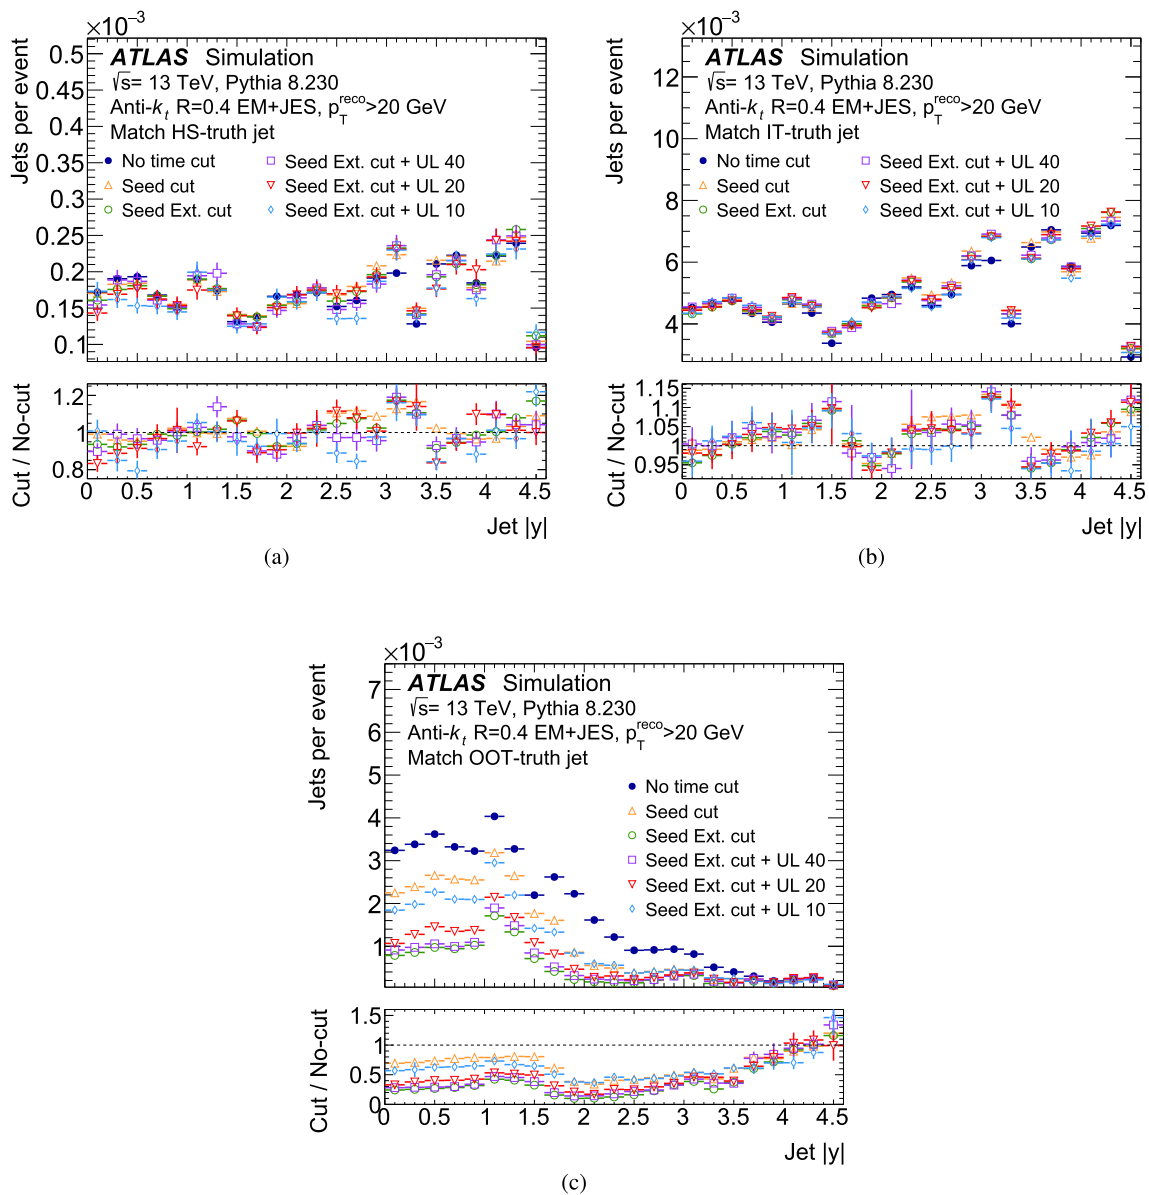 ×10⁻³
Jets per event
ATLAS Simulation
√s= 13 TeV, Pythia 8.230
Anti-kₜ R=0.4 EM+JES, p_T^reco>20 GeV
Match HS-truth jet
No time cut
Seed cut
Seed Ext. cut
Seed Ext. cut + UL 40
Seed Ext. cut + UL 20
Seed Ext. cut + UL 10
0.5
0.45
0.4
0.35
0.3
0.25
0.2
0.15
0.1
Cut / No-cut
1.2
1
0.8
0 0.5 1 1.5 2 2.5 3 3.5 4 4.5
Jet |y|
(a)
×10⁻³
Jets per event
ATLAS Simulation
√s= 13 TeV, Pythia 8.230
Anti-kₜ R=0.4 EM+JES, p_T^reco>20 GeV
Match IT-truth jet
No time cut
Seed cut
Seed Ext. cut
Seed Ext. cut + UL 40
Seed Ext. cut + UL 20
Seed Ext. cut + UL 10
12
10
8
6
4
Cut / No-cut
1.15
1.1
1.05
1
0.95
0 0.5 1 1.5 2 2.5 3 3.5 4 4.5
Jet |y|
(b)
×10⁻³
Jets per event
ATLAS Simulation
√s= 13 TeV, Pythia 8.230
Anti-kₜ R=0.4 EM+JES, p_T^reco>20 GeV
Match OOT-truth jet
No time cut
Seed cut
Seed Ext. cut
Seed Ext. cut + UL 40
Seed Ext. cut + UL 20
Seed Ext. cut + UL 10
7
6
5
4
3
2
1
Cut / No-cut
1.5
1
0.5
0
0 0.5 1 1.5 2 2.5 3 3.5 4 4.5
Jet |y|
(c)